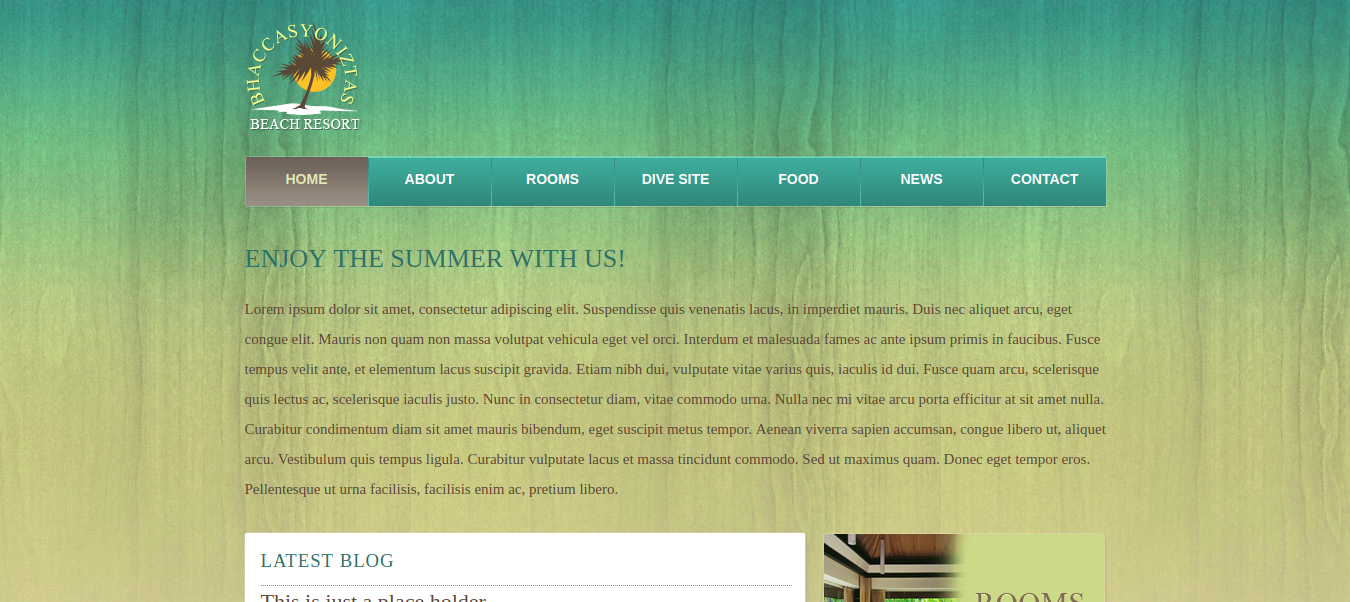 BHACCASYONIZTAS
BEACH RESORT
HOME ABOUT ROOMS DIVE SITE FOOD NEWS CONTACT
ENJOY THE SUMMER WITH US!
Lorem ipsum dolor sit amet, consectetur adipiscing elit. Suspendisse quis venenatis lacus, in imperdiet mauris. Duis nec aliquet arcu, eget
congue elit. Mauris non quam non massa volutpat vehicula eget vel orci. Interdum et malesuada fames ac ante ipsum primis in faucibus. Fusce
tempus velit ante, et elementum lacus suscipit gravida. Etiam nibh dui, vulputate vitae varius quis, iaculis id dui. Fusce quam arcu, scelerisque
quis lectus ac, scelerisque iaculis justo. Nunc in consectetur diam, vitae commodo urna. Nulla nec mi vitae arcu porta efficitur at sit amet nulla.
Curabitur condimentum diam sit amet mauris bibendum, eget suscipit metus tempor. Aenean viverra sapien accumsan, congue libero ut, aliquet
arcu. Vestibulum quis tempus ligula. Curabitur vulputate lacus et massa tincidunt commodo. Sed ut maximus quam. Donec eget tempor eros.
Pellentesque ut urna facilisis, facilisis enim ac, pretium libero.
LATEST BLOG
This is just a place holder
ROOMS